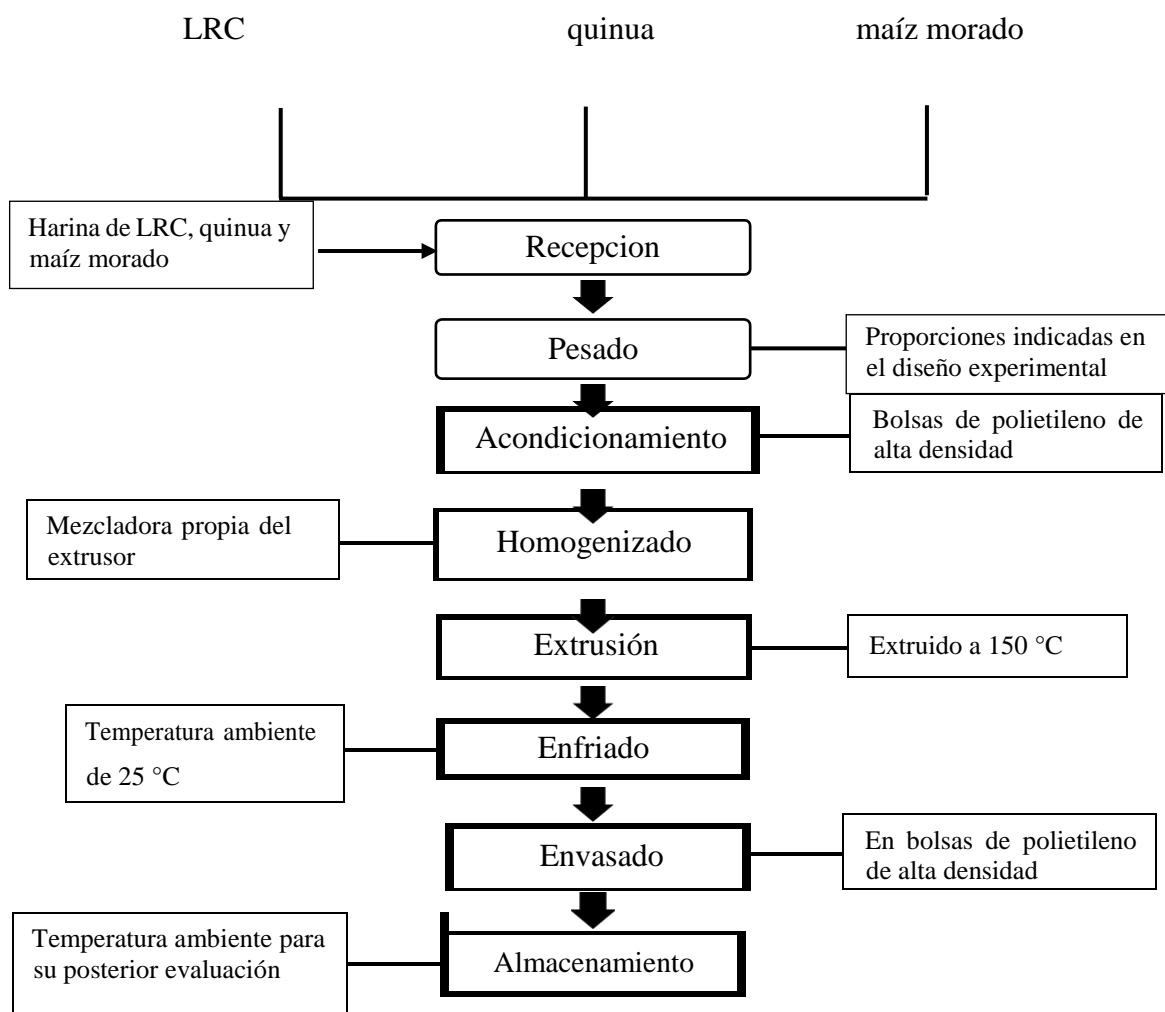 LRC quinua maíz morado
Harina de LRC, quinua y
maíz morado
Recepcion
Pesado
Proporciones indicadas en
el diseño experimental
Acondicionamiento
Bolsas de polietileno de
alta densidad
Mezcladora propia del
extrusor
Homogenizado
Extrusión
Extruido a 150 °C
Temperatura ambiente
de 25 °C
Enfriado
Envasado
En bolsas de polietileno
de alta densidad
Temperatura ambiente para
su posterior evaluación
Almacenamiento